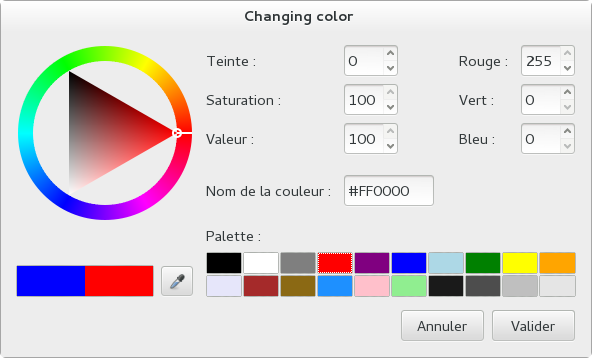 Changing color
Teinte : 0 Rouge : 255
Saturation : 100 Vert : 0
Valeur : 100 Bleu : 0
Nom de la couleur : #FF0000
Palette :
Annuler Valider